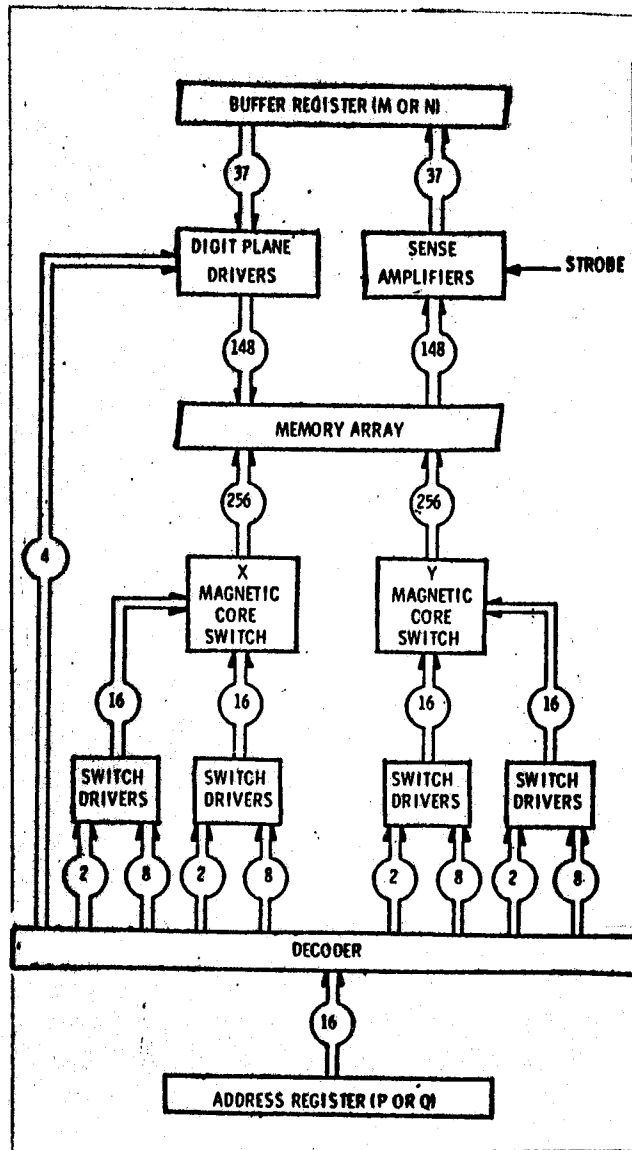 BUFFER REGISTER (M OR N)
37
37
DIGIT PLANE
DRIVERS
SENSE
AMPLIFIERS
STROBE
148
148
MEMORY ARRAY
256
256
4
X
MAGNETIC
CORE
SWITCH
Y
MAGNETIC
CORE
SWITCH
16
16
16
16
SWITCH
DRIVERS
SWITCH
DRIVERS
SWITCH
DRIVERS
SWITCH
DRIVERS
2
8
2
8
2
8
2
8
DECODER
16
ADDRESS REGISTER (P OR Q)